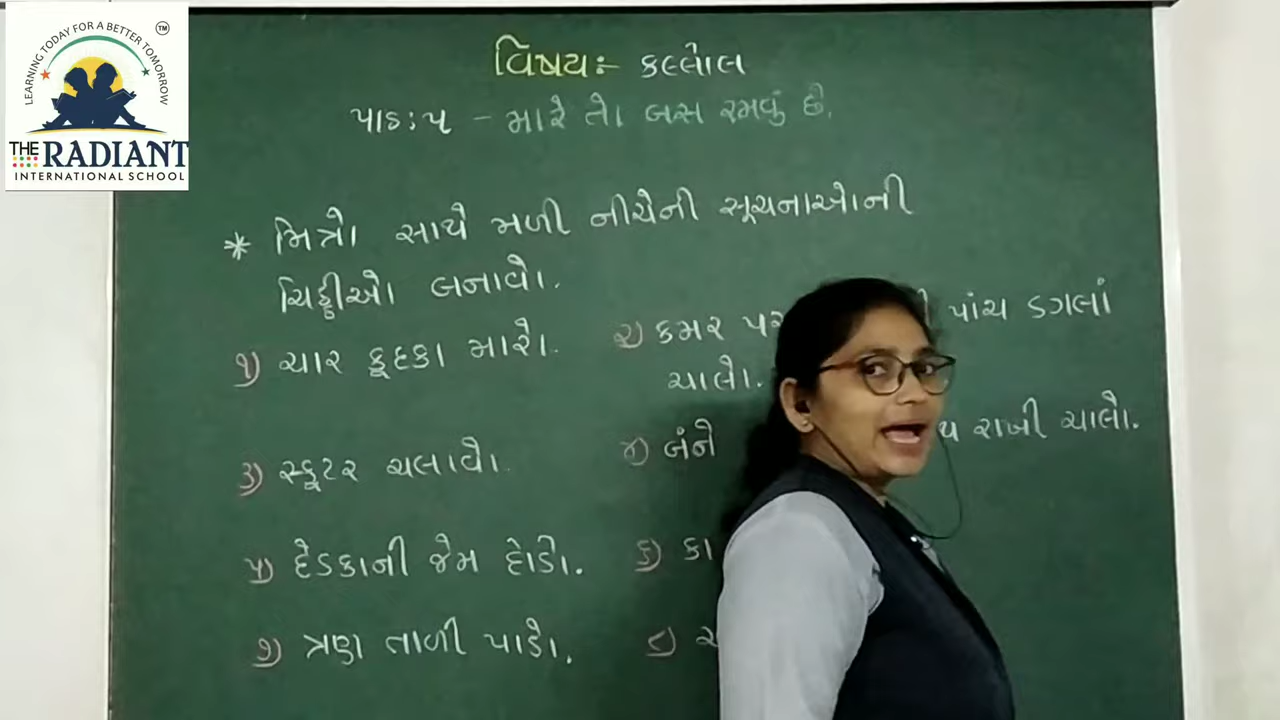 LEARNING TODAY FOR A BETTER TOMORROW
TM
THE RADIANT
INTERNATIONAL SCHOOL
વિષય:- કલ્લોલ
પાઠ:૫ - મારે તો બસ રમવું છે.
* મિત્રો સાથે મળી નીચેની સૂચનાઓની
ચિઠ્ઠીઓ બનાવો.
૧) ચાર કૂદકા મારો.
૨) કમર પાંચ ડગલાં
ચાલો.
૩) સ્કૂટર ચલાવો.
૪) બંને રાખી ચાલો.
૫) દેડકાની જેમ દોડો.
૬) કા
૭) ત્રણ તાળી પાડો.
૮)